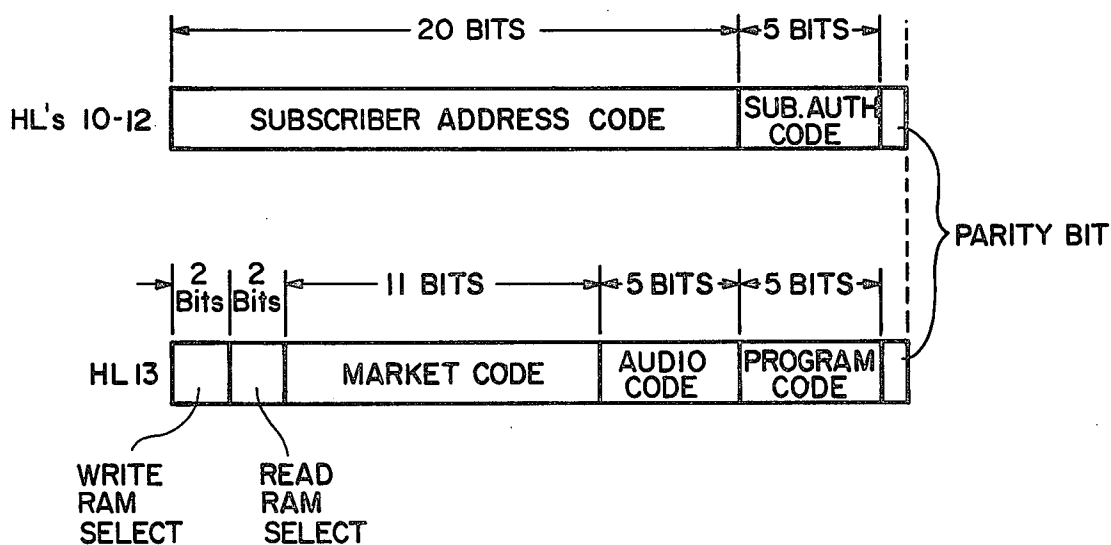 20 BITS
5 BITS
HL's 10-12
SUBSCRIBER ADDRESS CODE
SUB. AUTH
CODE
PARITY BIT
2
Bits
2
Bits
11 BITS
5 BITS
5 BITS
HL 13
MARKET CODE
AUDIO
CODE
PROGRAM
CODE
WRITE
RAM
SELECT
READ
RAM
SELECT